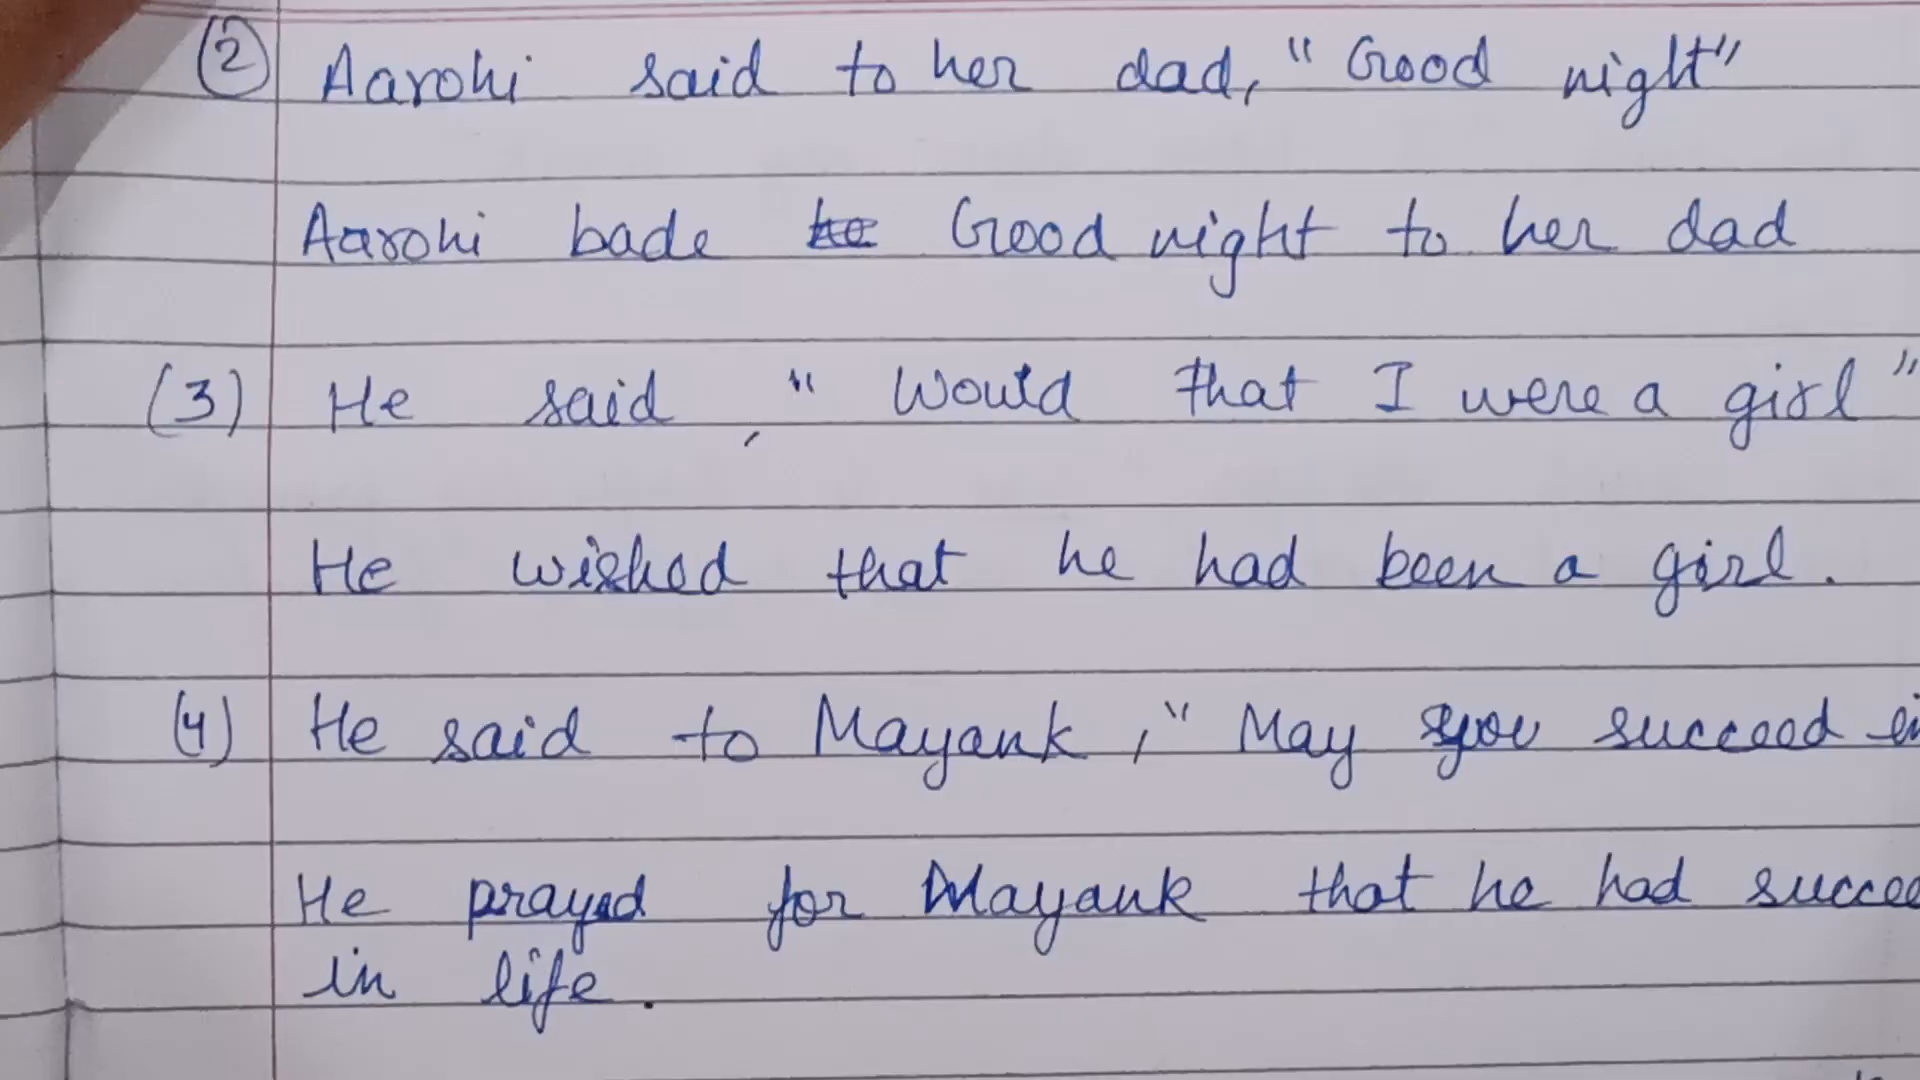 (2) Aarohi said to her dad, "Good night"
Aarohi bade Good night to her dad
(3) He said, "Would that I were a girl"
He wished that he had been a girl.
(4) He said to Mayank, "May you succeed
He prayed for Mayank that he had
in life.